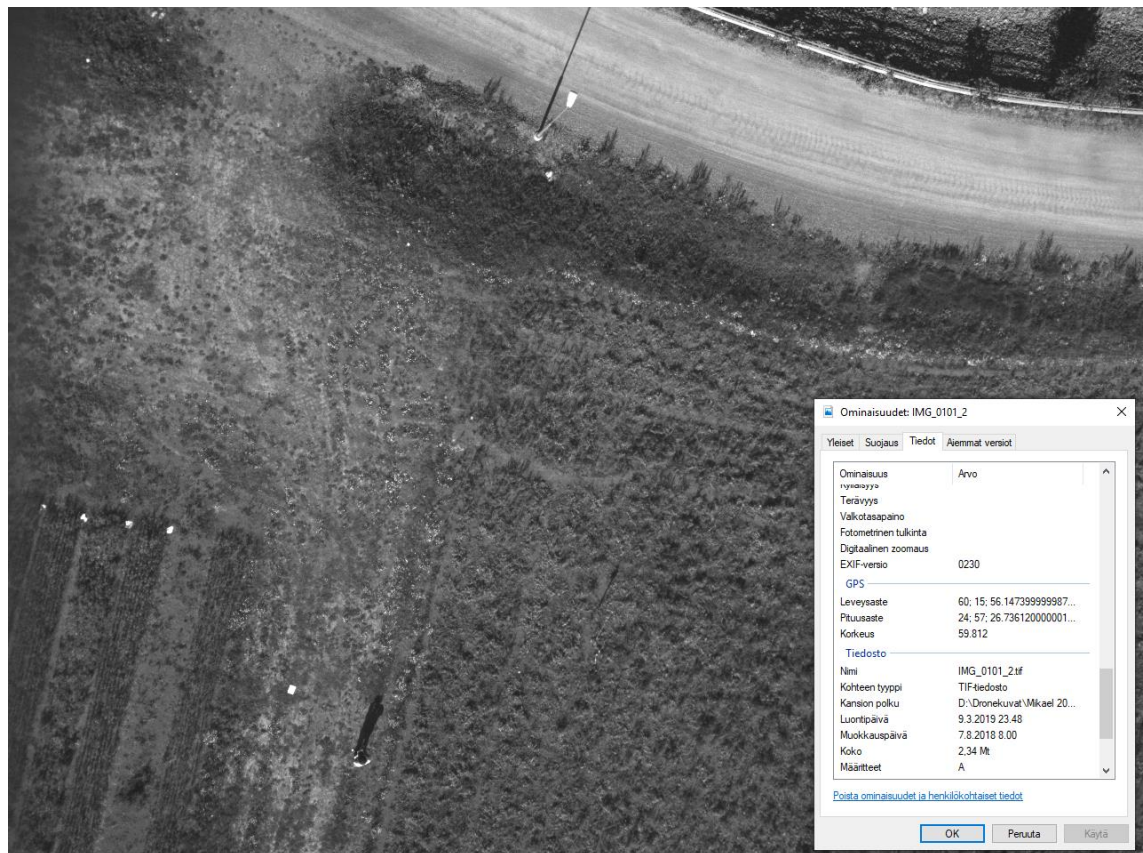 Ominaisuudet: IMG_0101_2
Yleiset Suojaus Tiedot Aiemmat versiot
Ominaisuus Arvo
Terävyys
Valkotasapaino
Fotometrinen tulkinta
Digitaalinen zoomaus
EXIF-versio 0230
GPS
Leveysaste 60; 15; 56.147399999987...
Pituusaste 24; 57; 26.736120000001...
Korkeus 59.812
Tiedosto
Nimi IMG_0101_2.tif
Kohteen tyyppi TIF-tiedosto
Kansion polku D:\Dronekuvat\Mikael 20...
Luontipäivä 9.3.2019 23.48
Muokkauspäivä 7.8.2018 8.00
Koko 2,34 Mt
Määritteet A
Poista ominaisuudet ja henkilökohtaiset tiedot
OK Peruuta Käytä